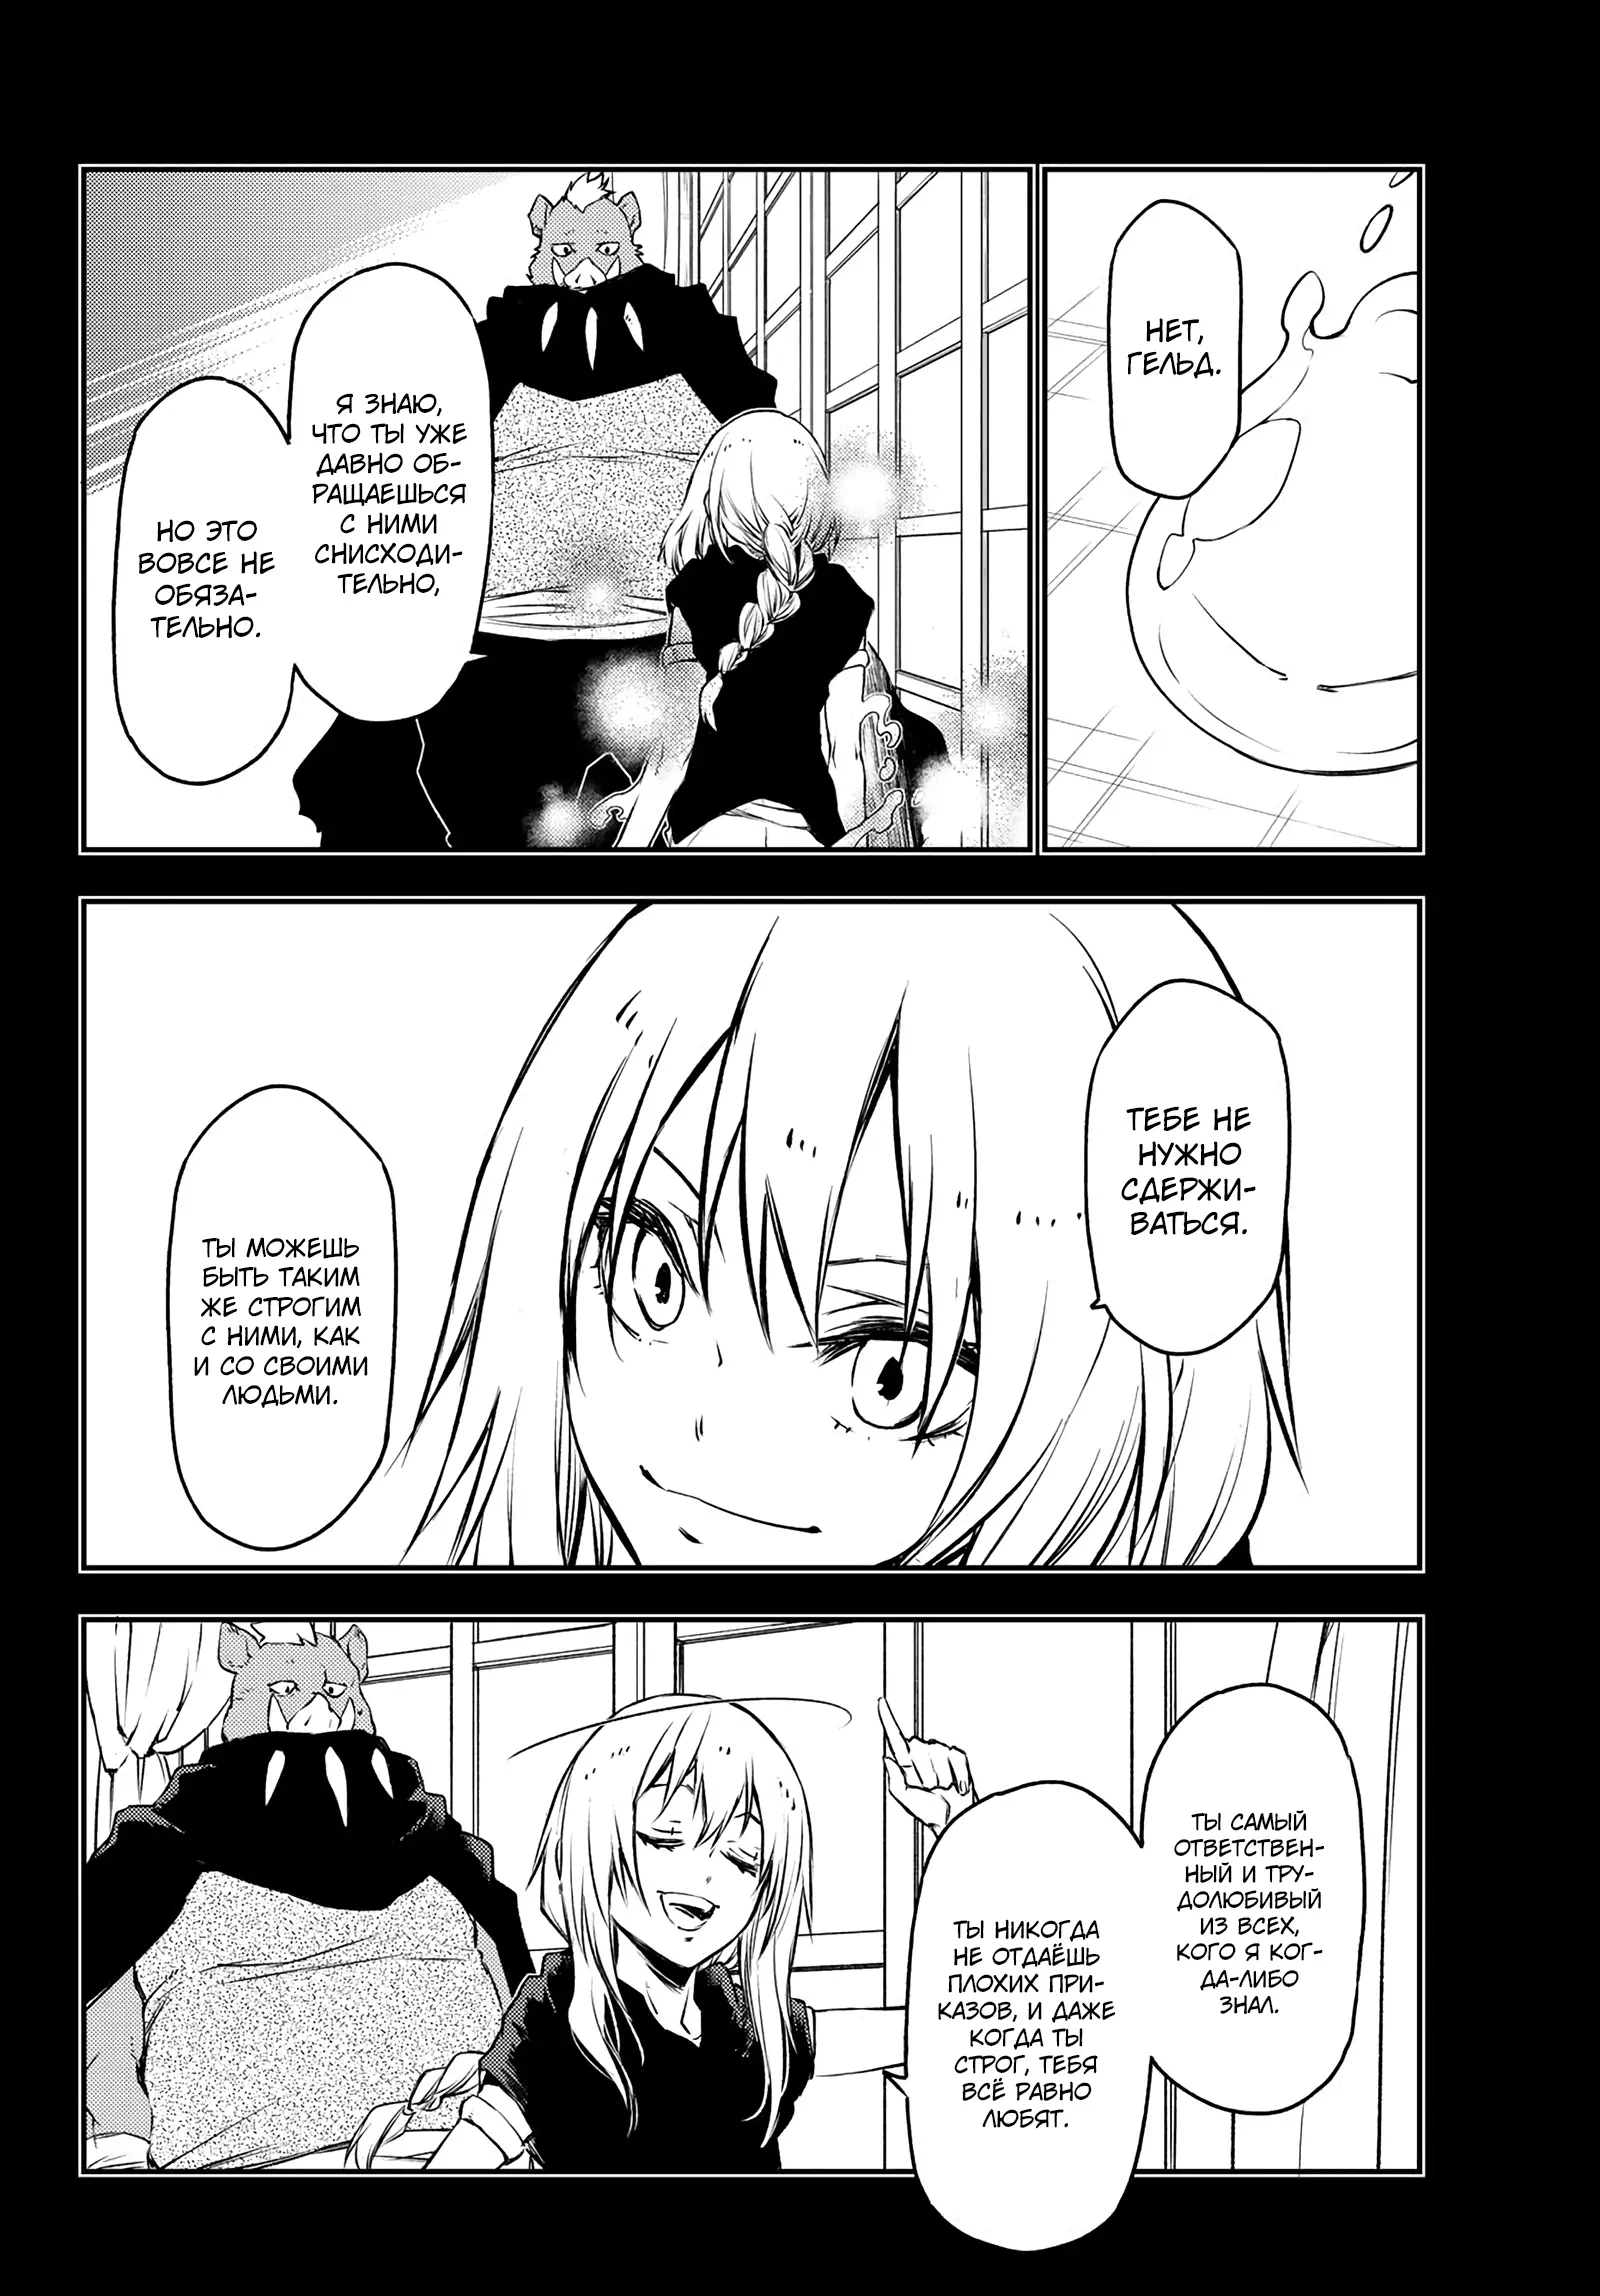 НЕТ,
ГЕЛЬД.
Я ЗНАЮ,
ЧТО ТЫ УЖЕ
ДАВНО ОБ-
РАЩАЕШЬСЯ
С НИМИ
СНИСХОДИ-
ТЕЛЬНО,
НО ЭТО
ВОВСЕ НЕ
ОБЯЗА-
ТЕЛЬНО.
ТЕБЕ НЕ
НУЖНО
СДЕРЖИ-
ВАТЬСЯ.
ТЫ МОЖЕШЬ
БЫТЬ ТАКИМ
ЖЕ СТРОГИМ
С НИМИ, КАК
И СО СВОИМИ
ЛЮДЬМИ.
ТЫ САМЫЙ
ОТВЕТСТВЕН-
НЫЙ И ТРУ-
ДОЛЮБИВЫЙ
ИЗ ВСЕХ,
КОГО Я КОГ-
ДА-ЛИБО
ЗНАЛ.
ТЫ НИКОГДА
НЕ ОТДАЁШЬ
ПЛОХИХ ПРИ-
КАЗОВ, И ДАЖЕ
КОГДА ТЫ
СТРОГ, ТЕБЯ
ВСЁ РАВНО
ЛЮБЯТ.